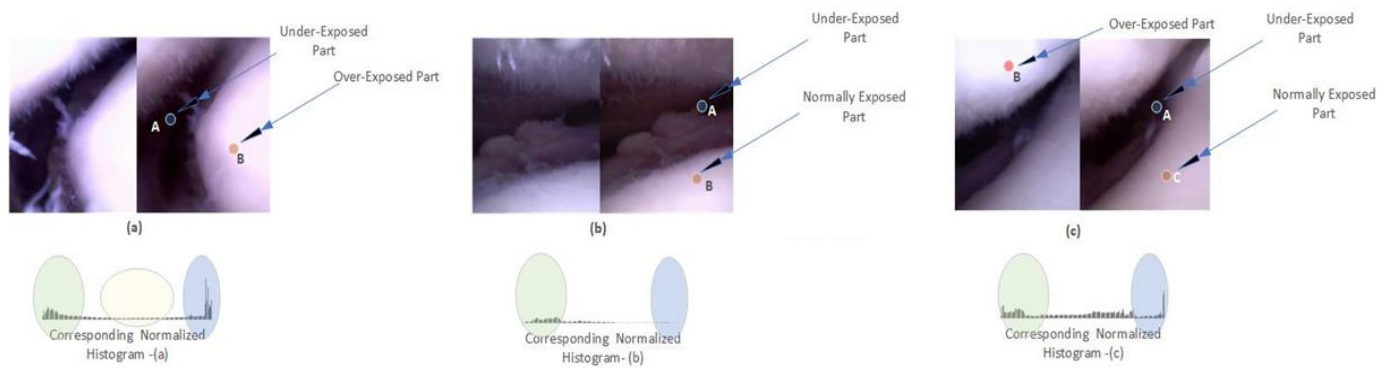 Under-Exposed
Part
Over-Exposed Part
A
B
(a)
Corresponding Normalized
Histogram -(a)
Under-Exposed
Part
Normally Exposed
Part
A
B
(b)
Corresponding Normalized
Histogram- (b)
Over-Exposed Part
Under-Exposed
Part
Normally Exposed
Part
B
A
C
(c)
Corresponding Normalized
Histogram -(c)